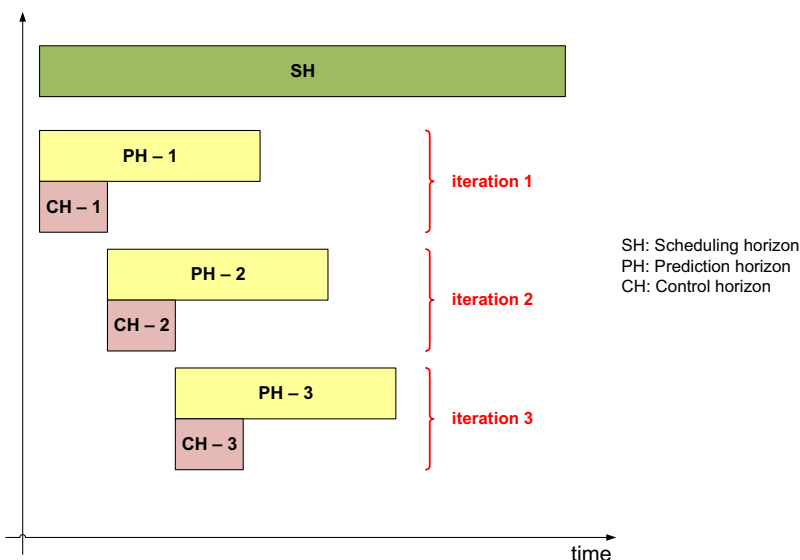 SH
PH – 1
CH – 1
iteration 1
PH – 2
CH – 2
iteration 2
PH – 3
CH – 3
iteration 3
SH: Scheduling horizon
PH: Prediction horizon
CH: Control horizon
time